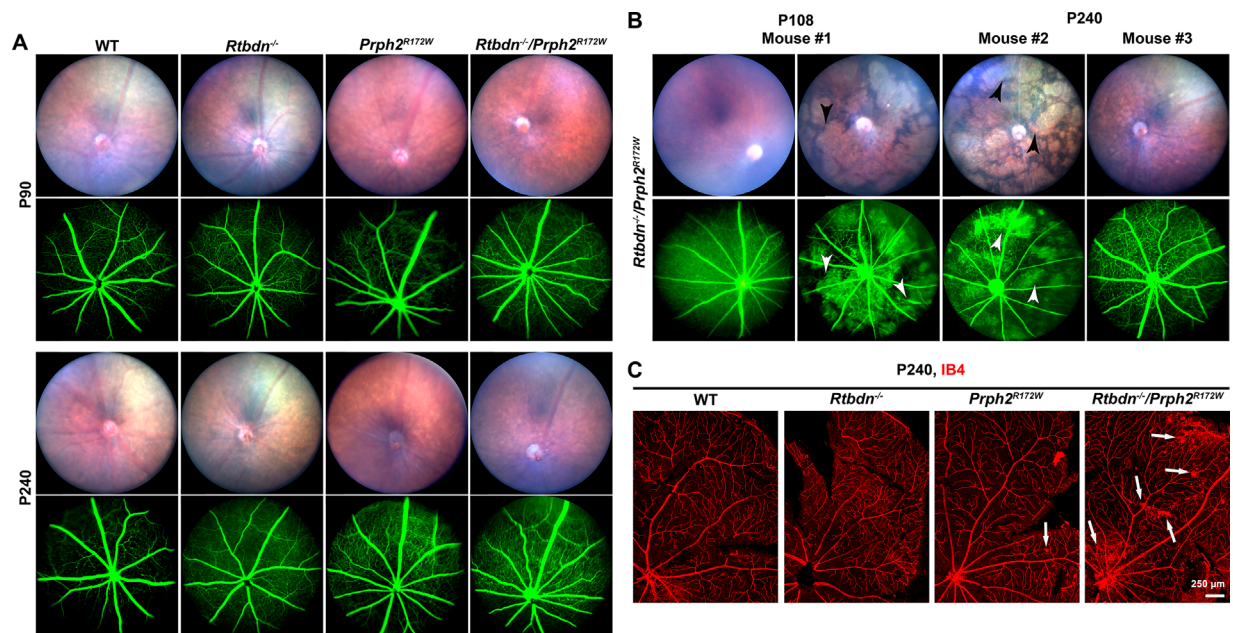 A
WT
Rtbdn-/-
Prph2R172W
Rtbdn-/-/Prph2R172W
P90
P240
B
P108
P240
Mouse #1
Mouse #2
Mouse #3
Rtbdn-/-/Prph2R172W
C
P240, IB4
WT
Rtbdn-/-
Prph2R172W
Rtbdn-/-/Prph2R172W
250 µm